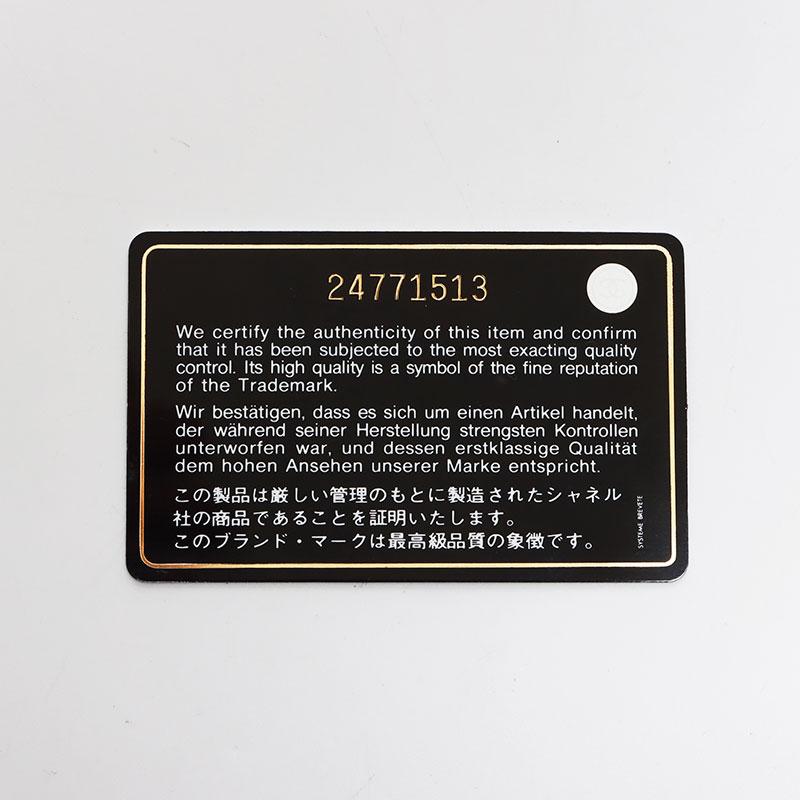 24771513
We certify the authenticity of this item and confirm
that it has been subjected to the most exacting quality
control. Its high quality is a symbol of the fine reputation
of the Trademark.
Wir bestätigen, dass es sich um einen Artikel handelt,
der während seiner Herstellung strengsten Kontrollen
unterworfen war, und dessen erstklassige Qualität
dem hohen Ansehen unserer Marke entspricht.
この製品は厳しい管理のもとに製造されたシャネル
社の商品であることを証明いたします。
このブランド・マークは最高級品質の象徴です。
SYSTEME BREVETE